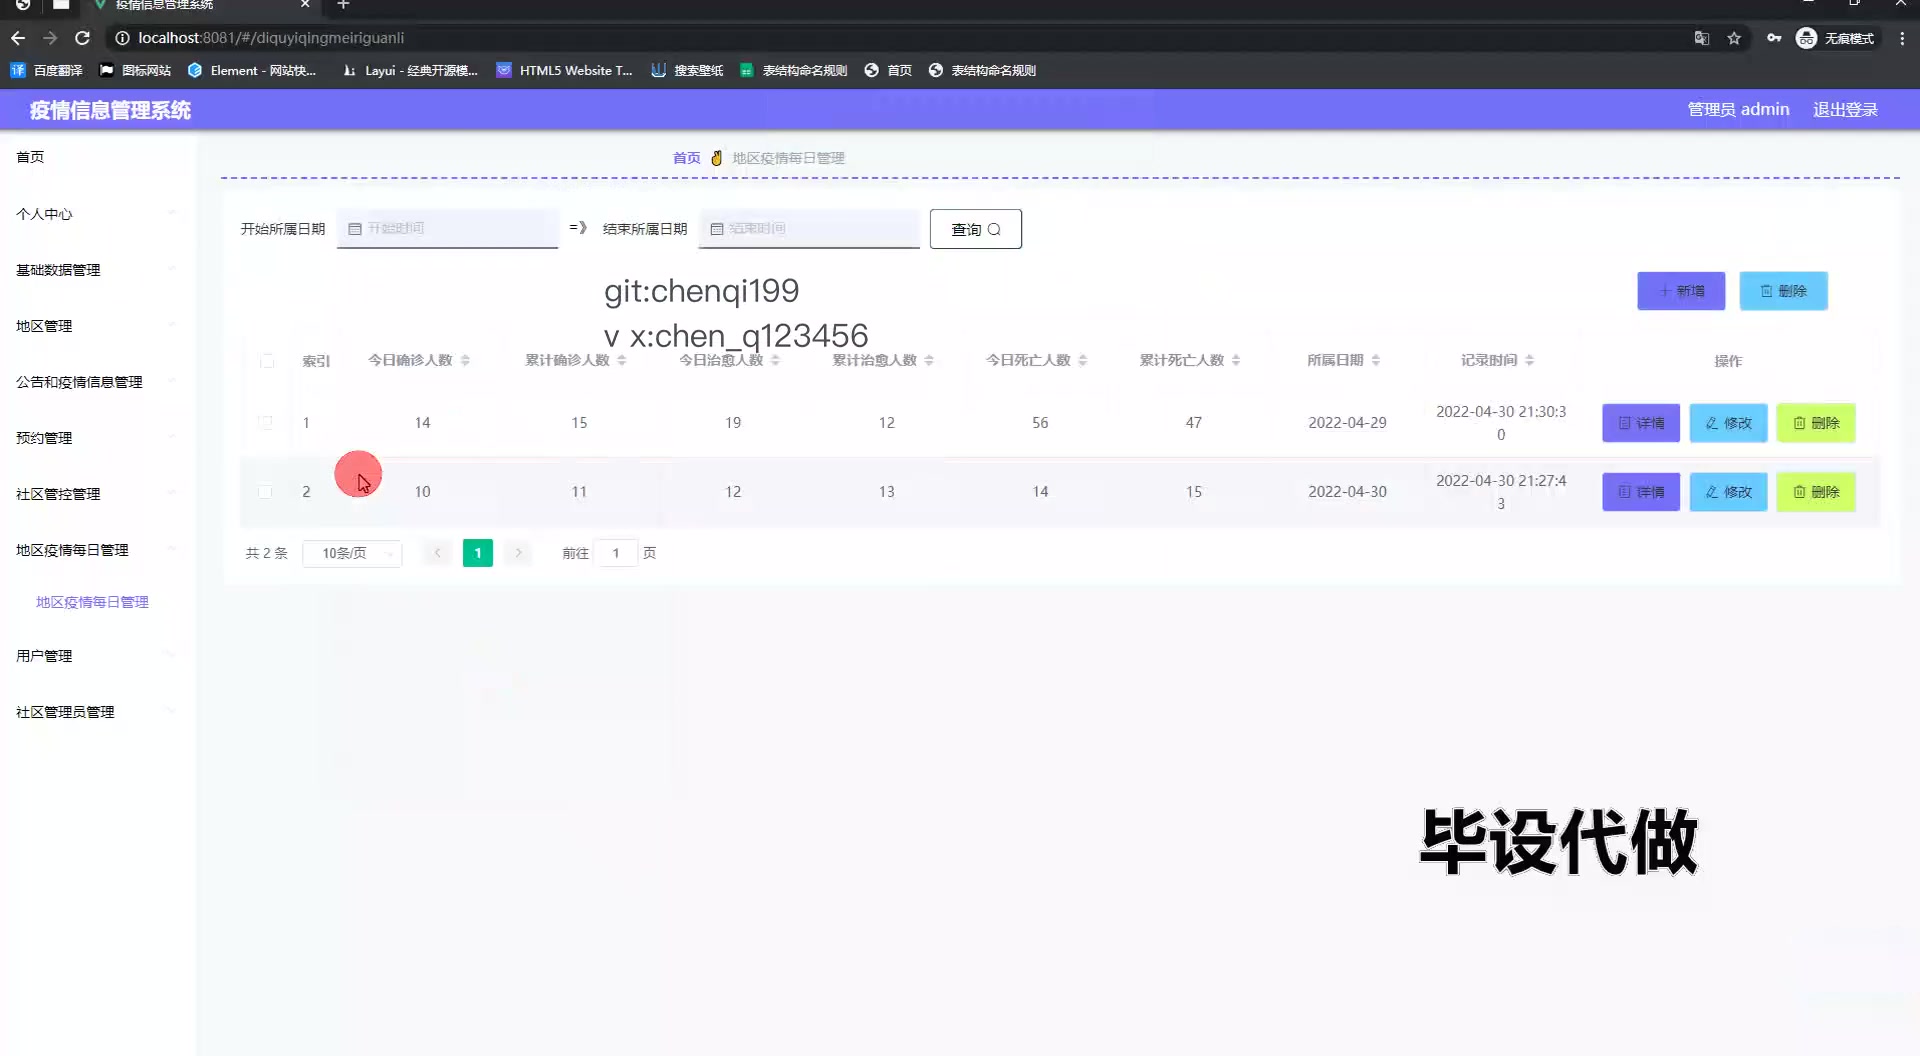 疫情信息管理系统
localhost:8081/#/diquyiqingmeiriguanli
无痕模式
百度翻译
图标网站
Element - 网站快...
Layui - 经典开源模...
HTML5 Website T...
搜索壁纸
表结构命名规则
首页
表结构命名规则
疫情信息管理系统
管理员 admin
退出登录
首页
个人中心
基础数据管理
地区管理
公告和疫情信息管理
预约管理
社区管控管理
地区疫情每日管理
地区疫情每日管理
用户管理
社区管理员管理
首页 地区疫情每日管理
开始所属日期 开始时间 =》 结束所属日期 结束时间 查询
git:chenqi199
v x:chen_q123456
新增 删除
索引 今日确诊人数 累计确诊人数 今日治愈人数 累计治愈人数 今日死亡人数 累计死亡人数 所属日期 记录时间 操作
1 14 15 19 12 56 47 2022-04-29 2022-04-30 21:30:3
0
详情 修改 删除
2 10 11 12 13 14 15 2022-04-30 2022-04-30 21:27:4
3
详情 修改 删除
共 2 条 10条/页 1 前往 1 页
毕设代做